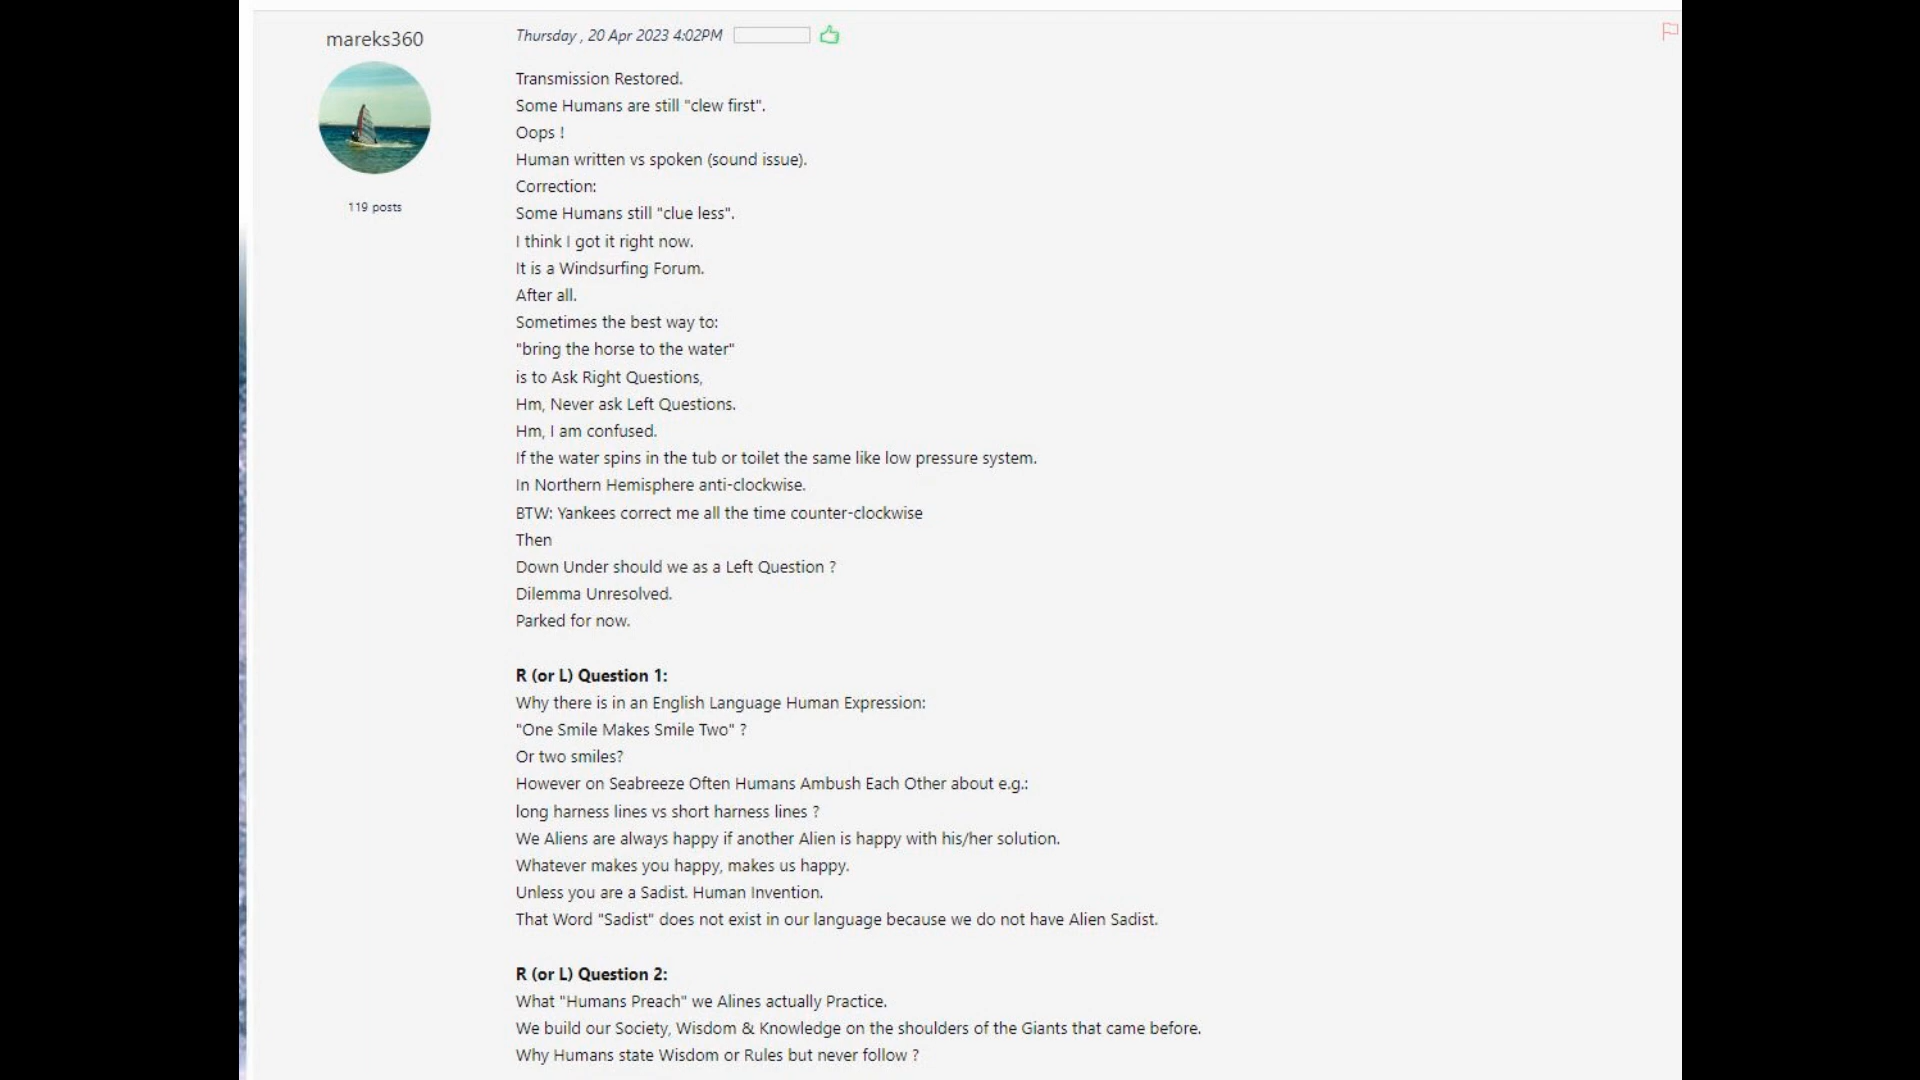 mareks360
119 posts
Thursday , 20 Apr 2023 4:02PM
Transmission Restored.
Some Humans are still "clew first".
Oops !
Human written vs spoken (sound issue).
Correction:
Some Humans still "clue less".
I think I got it right now.
It is a Windsurfing Forum.
After all.
Sometimes the best way to:
"bring the horse to the water"
is to Ask Right Questions,
Hm, Never ask Left Questions.
Hm, I am confused.
If the water spins in the tub or toilet the same like low pressure system.
In Northern Hemisphere anti-clockwise.
BTW: Yankees correct me all the time counter-clockwise
Then
Down Under should we as a Left Question ?
Dilemma Unresolved.
Parked for now.
R (or L) Question 1:
Why there is in an English Language Human Expression:
"One Smile Makes Smile Two" ?
Or two smiles?
However on Seabreeze Often Humans Ambush Each Other about e.g.:
long harness lines vs short harness lines ?
We Aliens are always happy if another Alien is happy with his/her solution.
Whatever makes you happy, makes us happy.
Unless you are a Sadist. Human Invention.
That Word "Sadist" does not exist in our language because we do not have Alien Sadist.
R (or L) Question 2:
What "Humans Preach" we Alines actually Practice.
We build our Society, Wisdom & Knowledge on the shoulders of the Giants that came before.
Why Humans state Wisdom or Rules but never follow ?